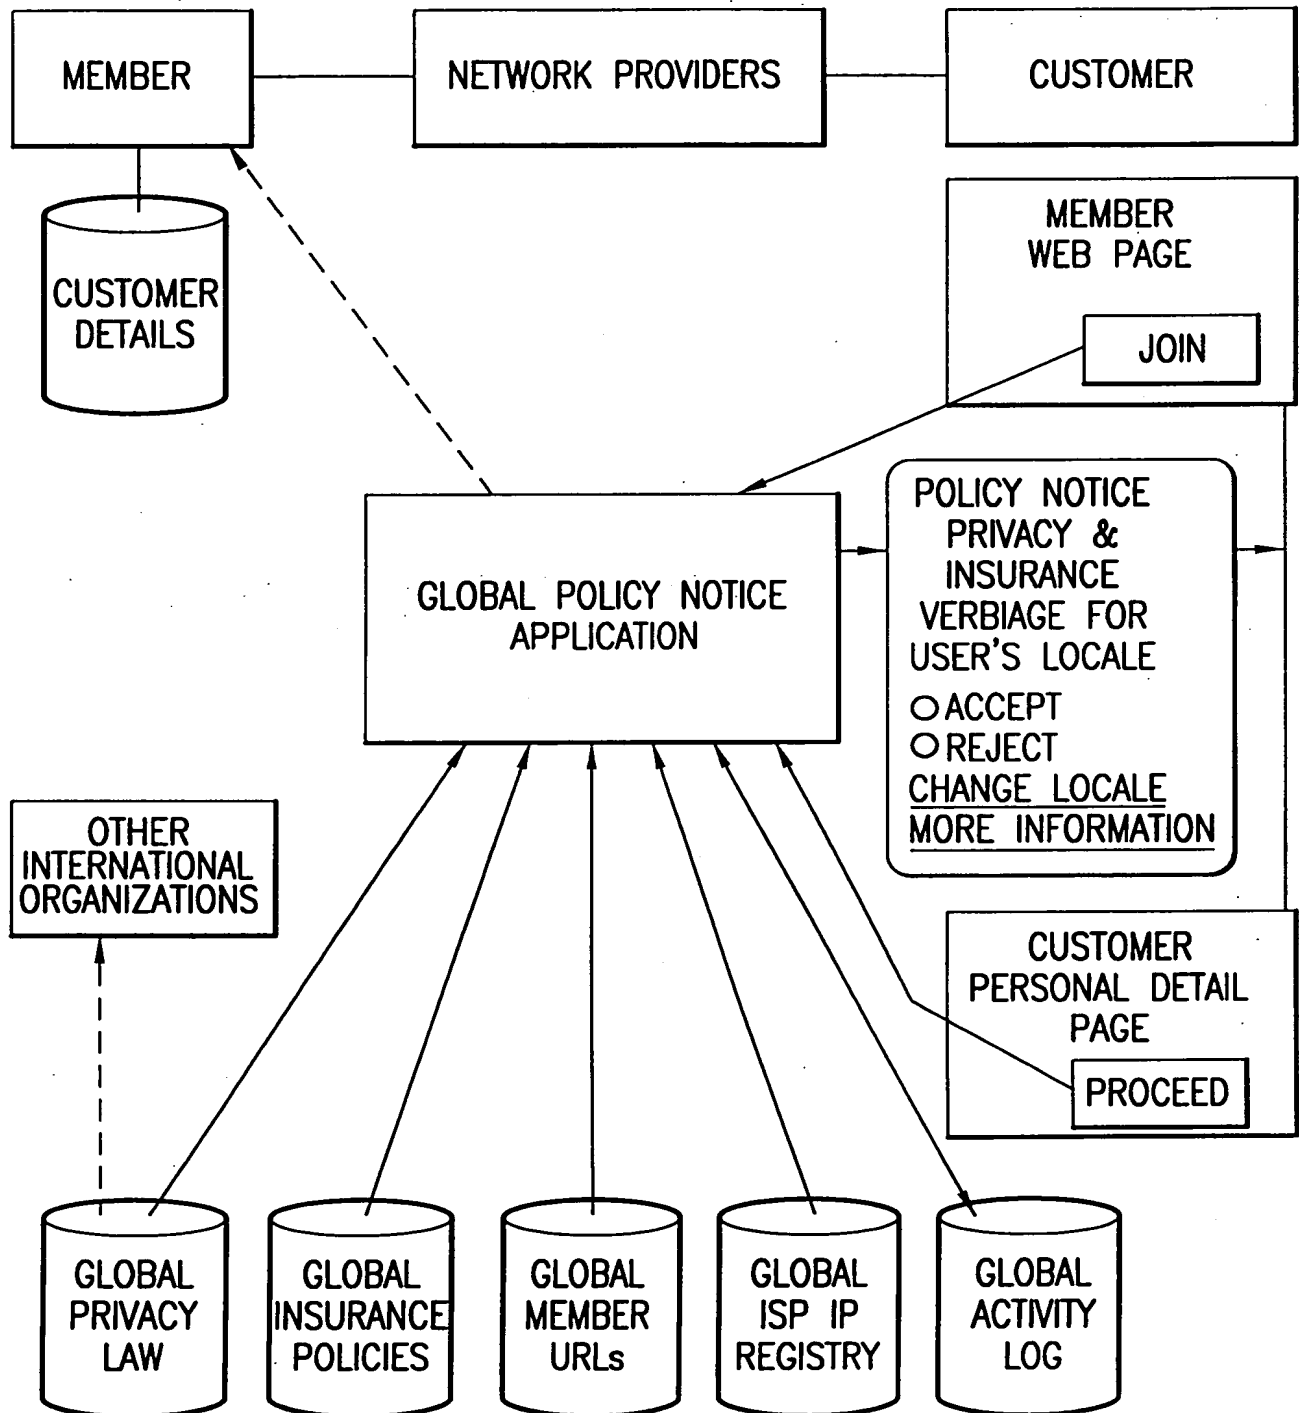 MEMBER
NETWORK PROVIDERS
CUSTOMER
CUSTOMER
DETAILS
MEMBER
WEB PAGE
JOIN
GLOBAL POLICY NOTICE
APPLICATION
POLICY NOTICE
PRIVACY &
INSURANCE
VERBIAGE FOR
USER'S LOCALE
ACCEPT
REJECT
CHANGE LOCALE
MORE INFORMATION
OTHER
INTERNATIONAL
ORGANIZATIONS
CUSTOMER
PERSONAL DETAIL
PAGE
PROCEED
GLOBAL
PRIVACY
LAW
GLOBAL
INSURANCE
POLICIES
GLOBAL
MEMBER
URLs
GLOBAL
ISP IP
REGISTRY
GLOBAL
ACTIVITY
LOG